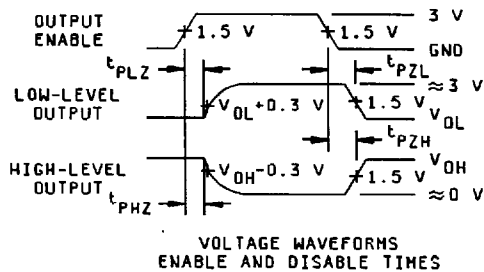 OUTPUT ENABLE
1.5 V
1.5 V
3 V
GND
tPLZ
tPZL
LOW-LEVEL OUTPUT
VOL+0.3 V
1.5 V
≈3 V
VOL
tPZH
HIGH-LEVEL OUTPUT
VOH-0.3 V
1.5 V
VOH
≈0 V
tPHZ
VOLTAGE WAVEFORMS
ENABLE AND DISABLE TIMES